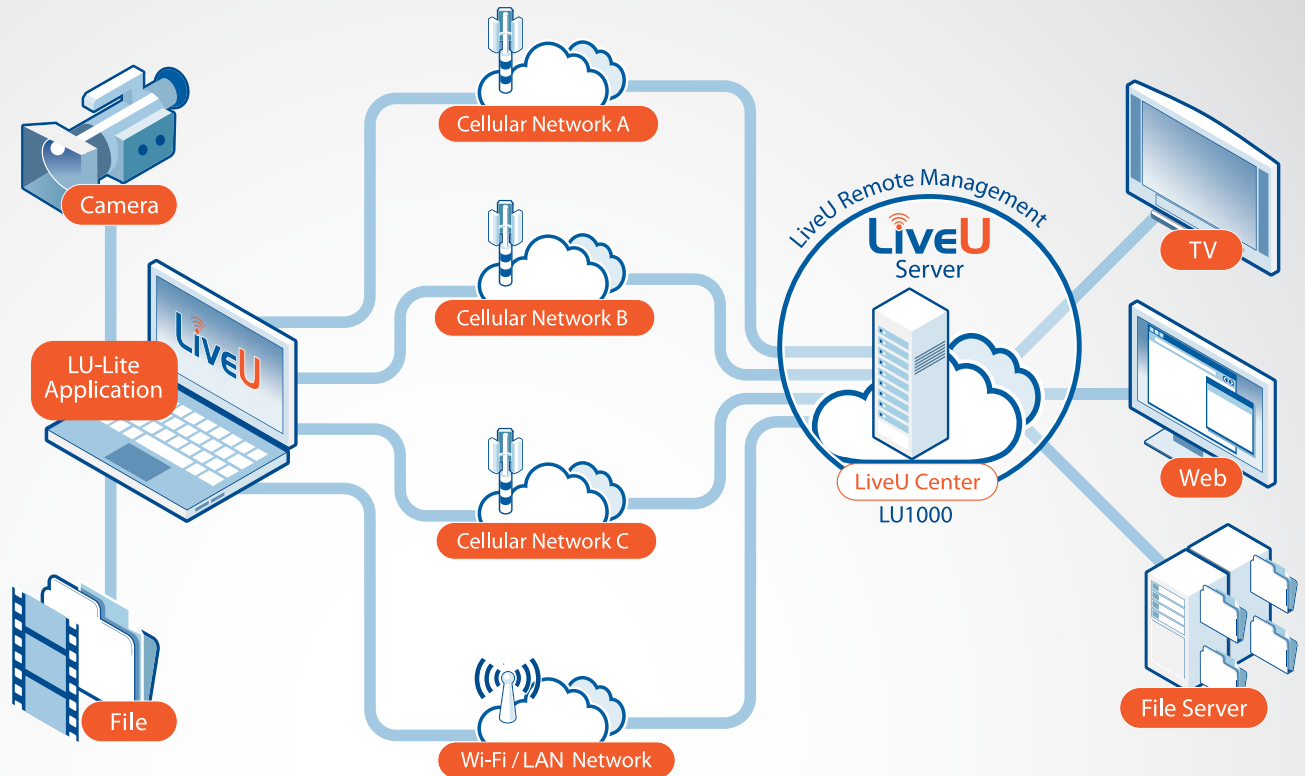 Cellular Network A
Camera
LiveU Remote Management
LiveU
Server
TV
Cellular Network B
LiveU
LU-Lite
Application
LiveU Center
LU1000
Web
Cellular Network C
File
File Server
Wi-Fi / LAN Network